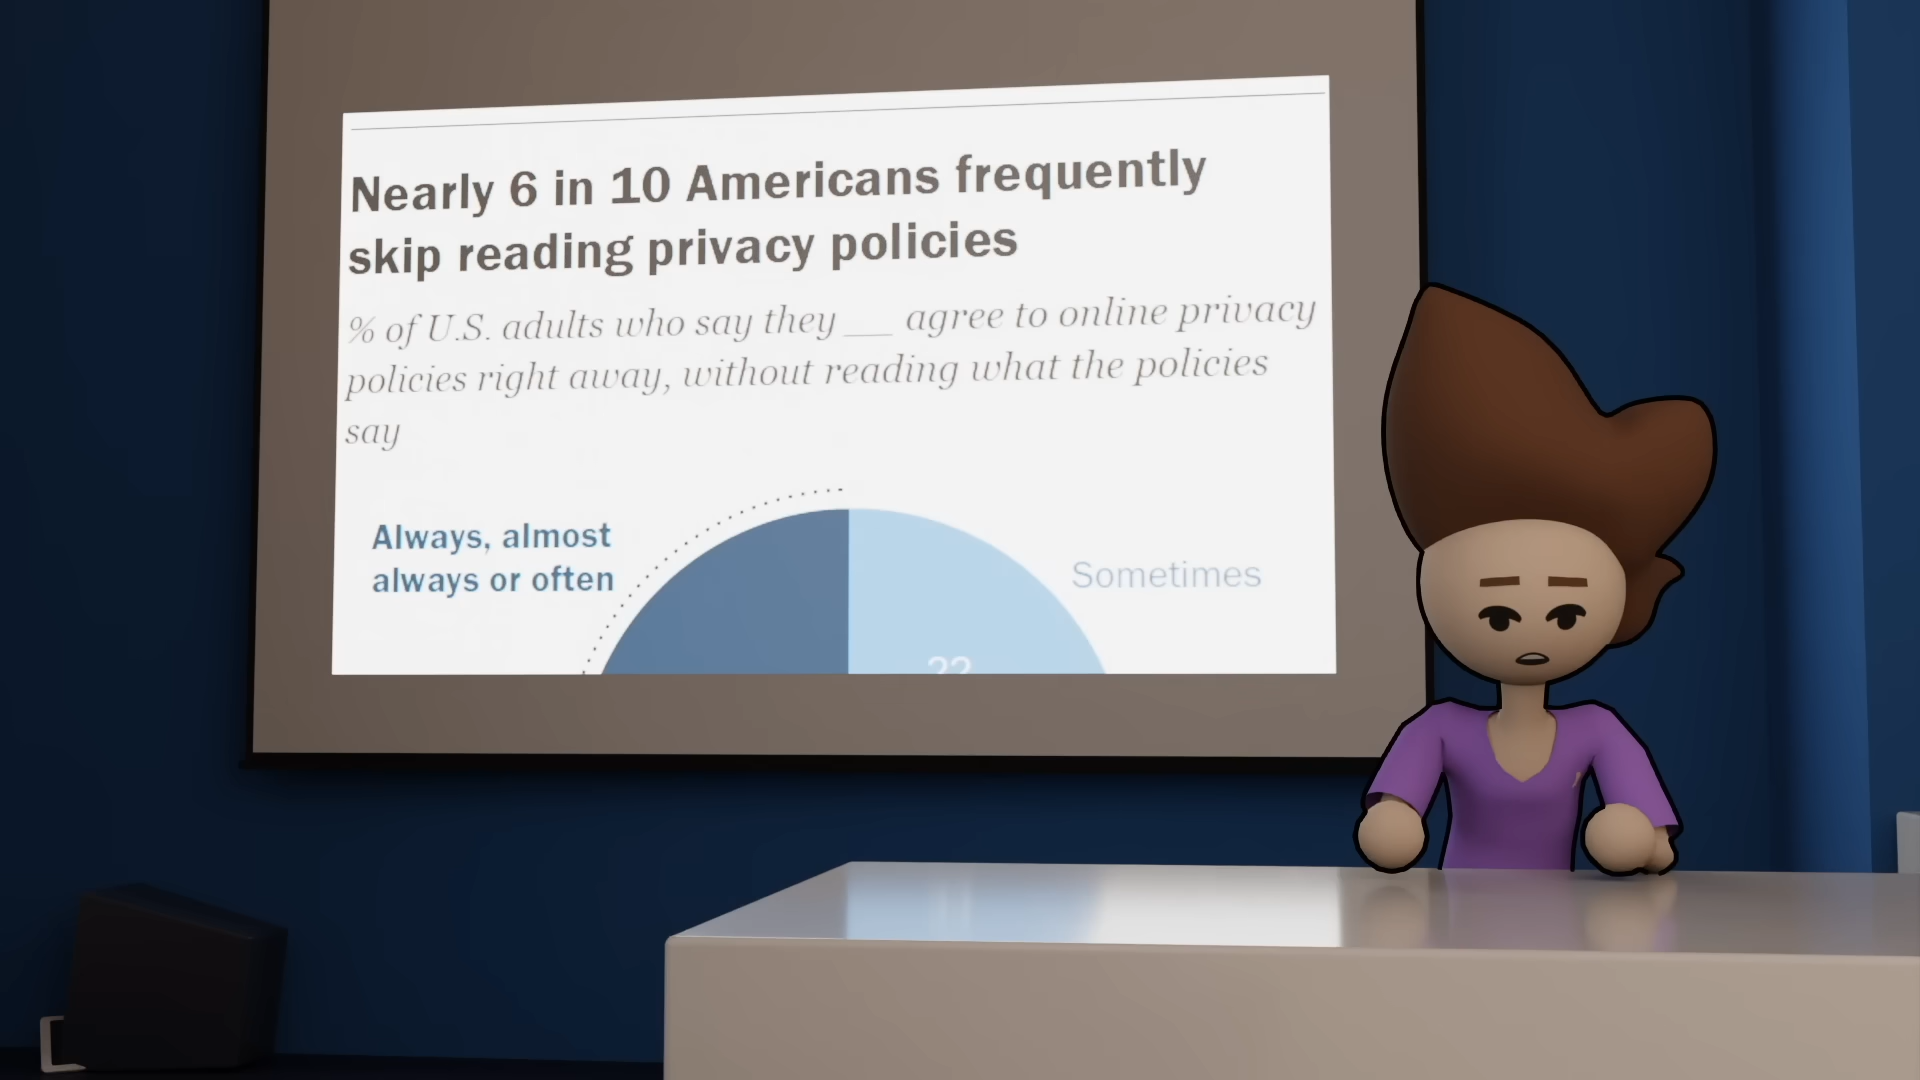 Nearly 6 in 10 Americans frequently
skip reading privacy policies
% of U.S. adults who say they __ agree to online privacy
policies right away, without reading what the policies
say
Always, almost
always or often
Sometimes
22